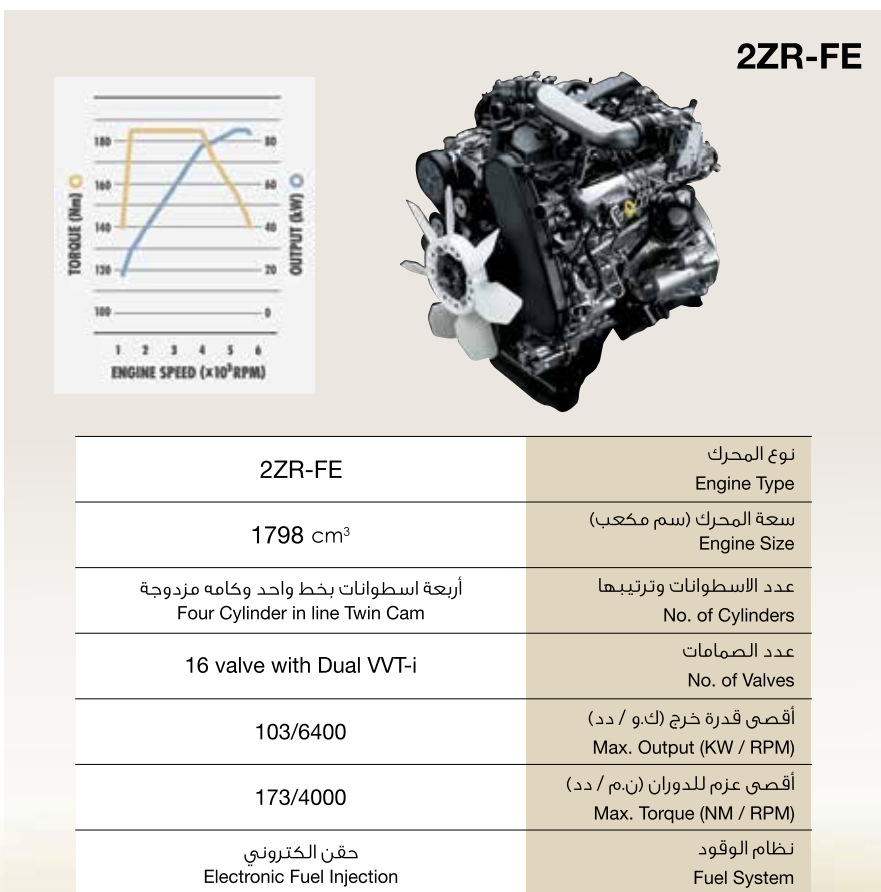 2ZR-FE
180
80
160
60
140
40
120
20
100
0
TORQUE (Nm)
OUTPUT (kW)
1 2 3 4 5 6
ENGINE SPEED (×10³RPM)
نوع المحرك
Engine Type
2ZR-FE
سعة المحرك (سم مكعب)
Engine Size
1798 cm³
عدد الاسطوانات وترتيبها
No. of Cylinders
أربعة اسطوانات بخط واحد وكامه مزدوجة
Four Cylinder in line Twin Cam
عدد الصمامات
No. of Valves
16 valve with Dual VVT-i
أقصى قدرة خرج (ك.و / دد)
Max. Output (KW / RPM)
103/6400
أقصى عزم للدوران (ن.م / دد)
Max. Torque (NM / RPM)
173/4000
نظام الوقود
Fuel System
حقن الكتروني
Electronic Fuel Injection